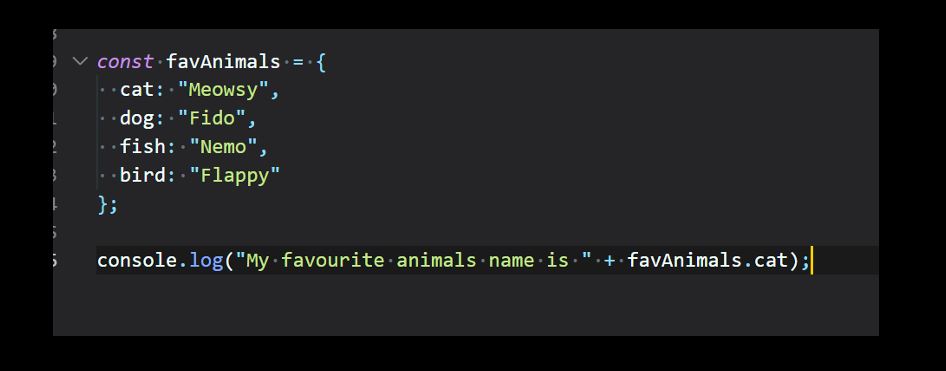 const favAnimals = {
  cat: "Meowsy",
  dog: "Fido",
  fish: "Nemo",
  bird: "Flappy"
};
console.log("My favourite animals name is " + favAnimals.cat);